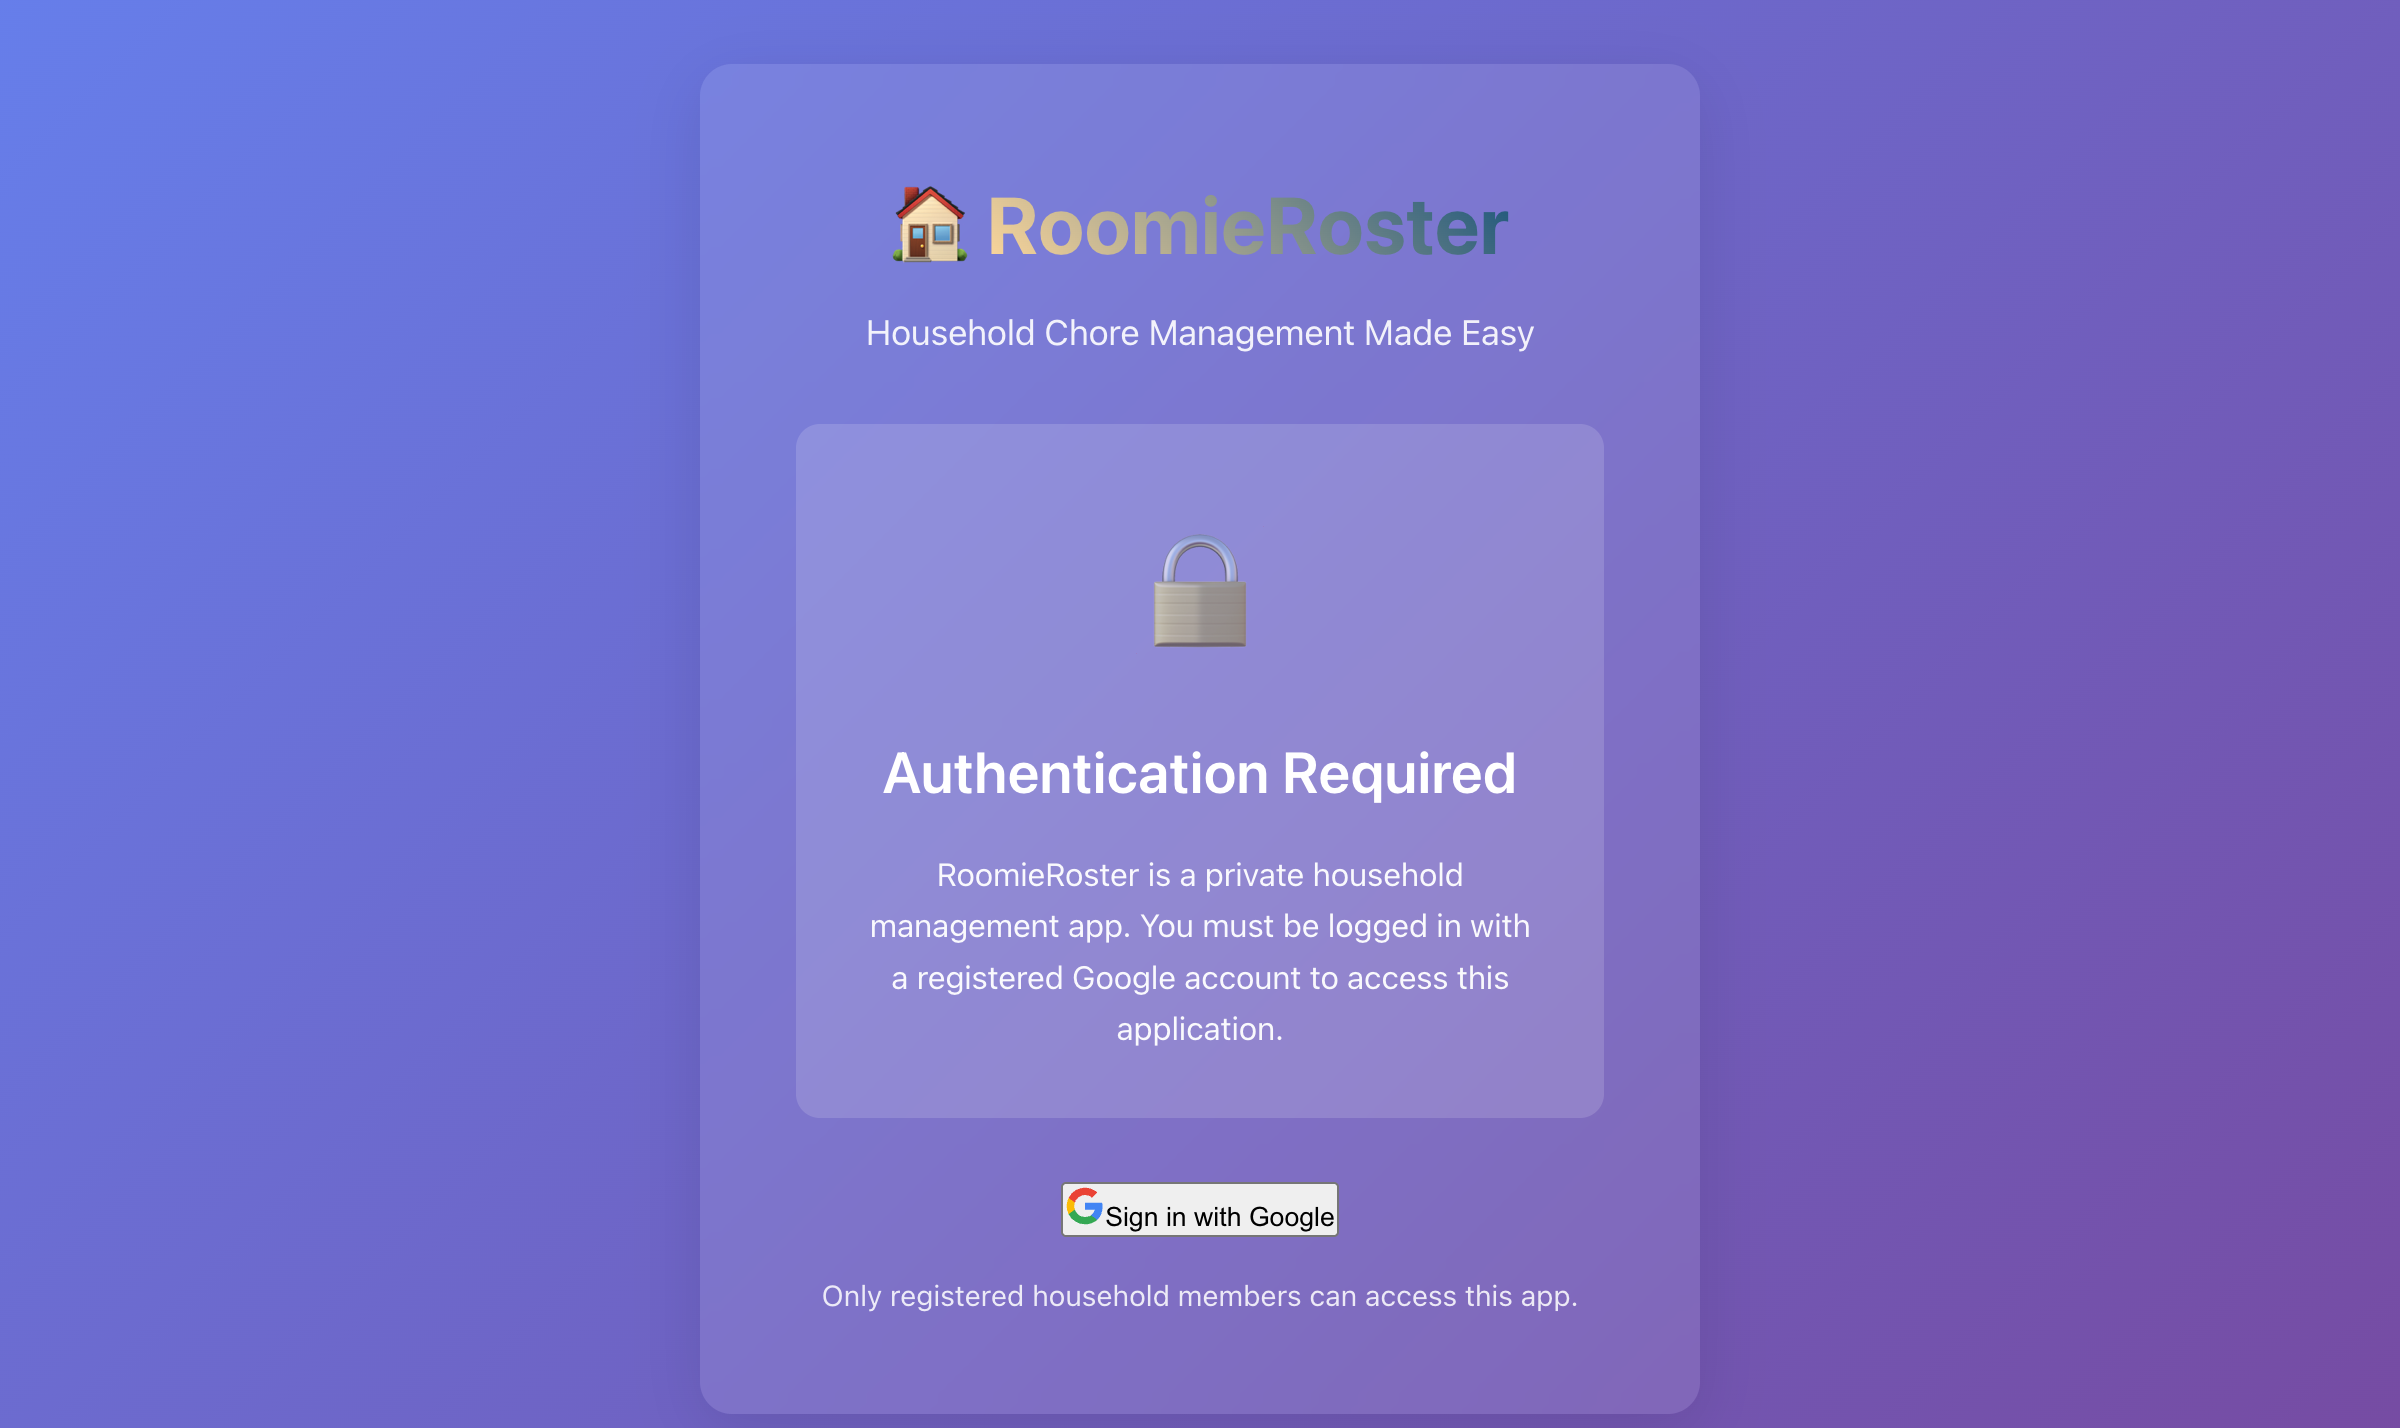 RoomieRoster
Household Chore Management Made Easy
Authentication Required
RoomieRoster is a private household
management app. You must be logged in with
a registered Google account to access this
application.
Sign in with Google
Only registered household members can access this app.